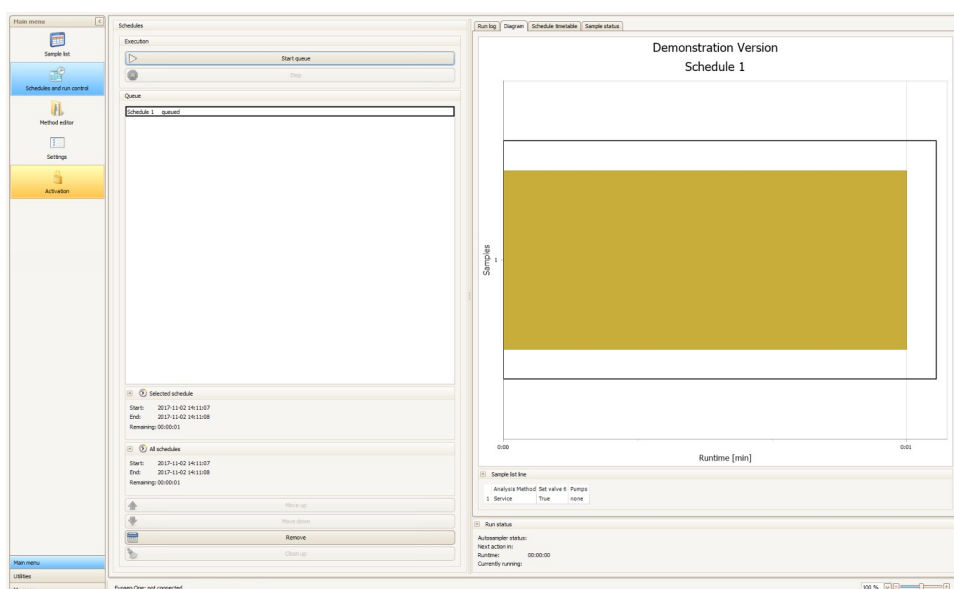 Main menu
Sample list
Schedules and run control
Method editor
Settings
Activation
Main menu
Utilities
Schedules
Execution
Start queue
Stop
Queue
Schedule 1 queued
Selected schedule
Start: 2017-11-02 14:11:07
End: 2017-11-02 14:11:08
Remaining: 00:00:01
All schedules
Start: 2017-11-02 14:11:07
End: 2017-11-02 14:11:08
Remaining: 00:00:01
Move up
Move down
Remove
Clean up
Run log Diagram Schedule timetable Sample status
Demonstration Version
Schedule 1
Samples
1
0:00 0:01
Runtime [min]
Sample list line
Analysis Method Set valve 6 Pumps
1 Service True none
Run status
Autosampler status:
Next action in:
Runtime: 00:00:00
Currently running:
One: not connected
100 %